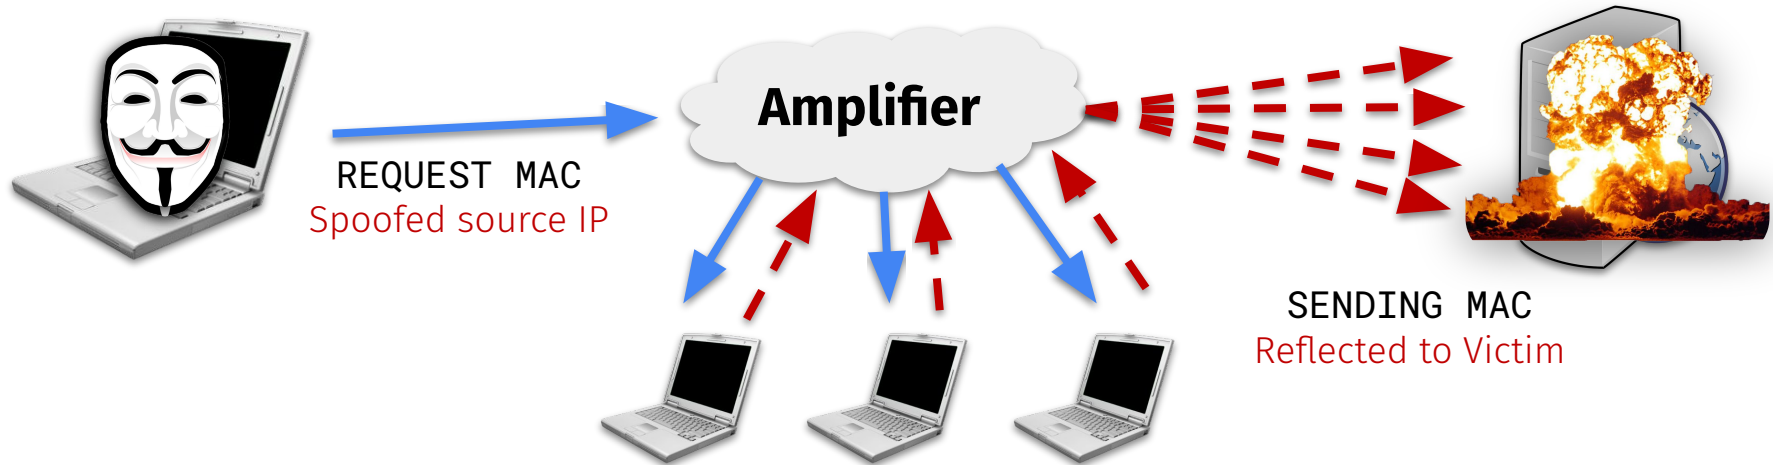 Amplifier
REQUEST MAC
Spoofed source IP
SENDING MAC
Reflected to Victim